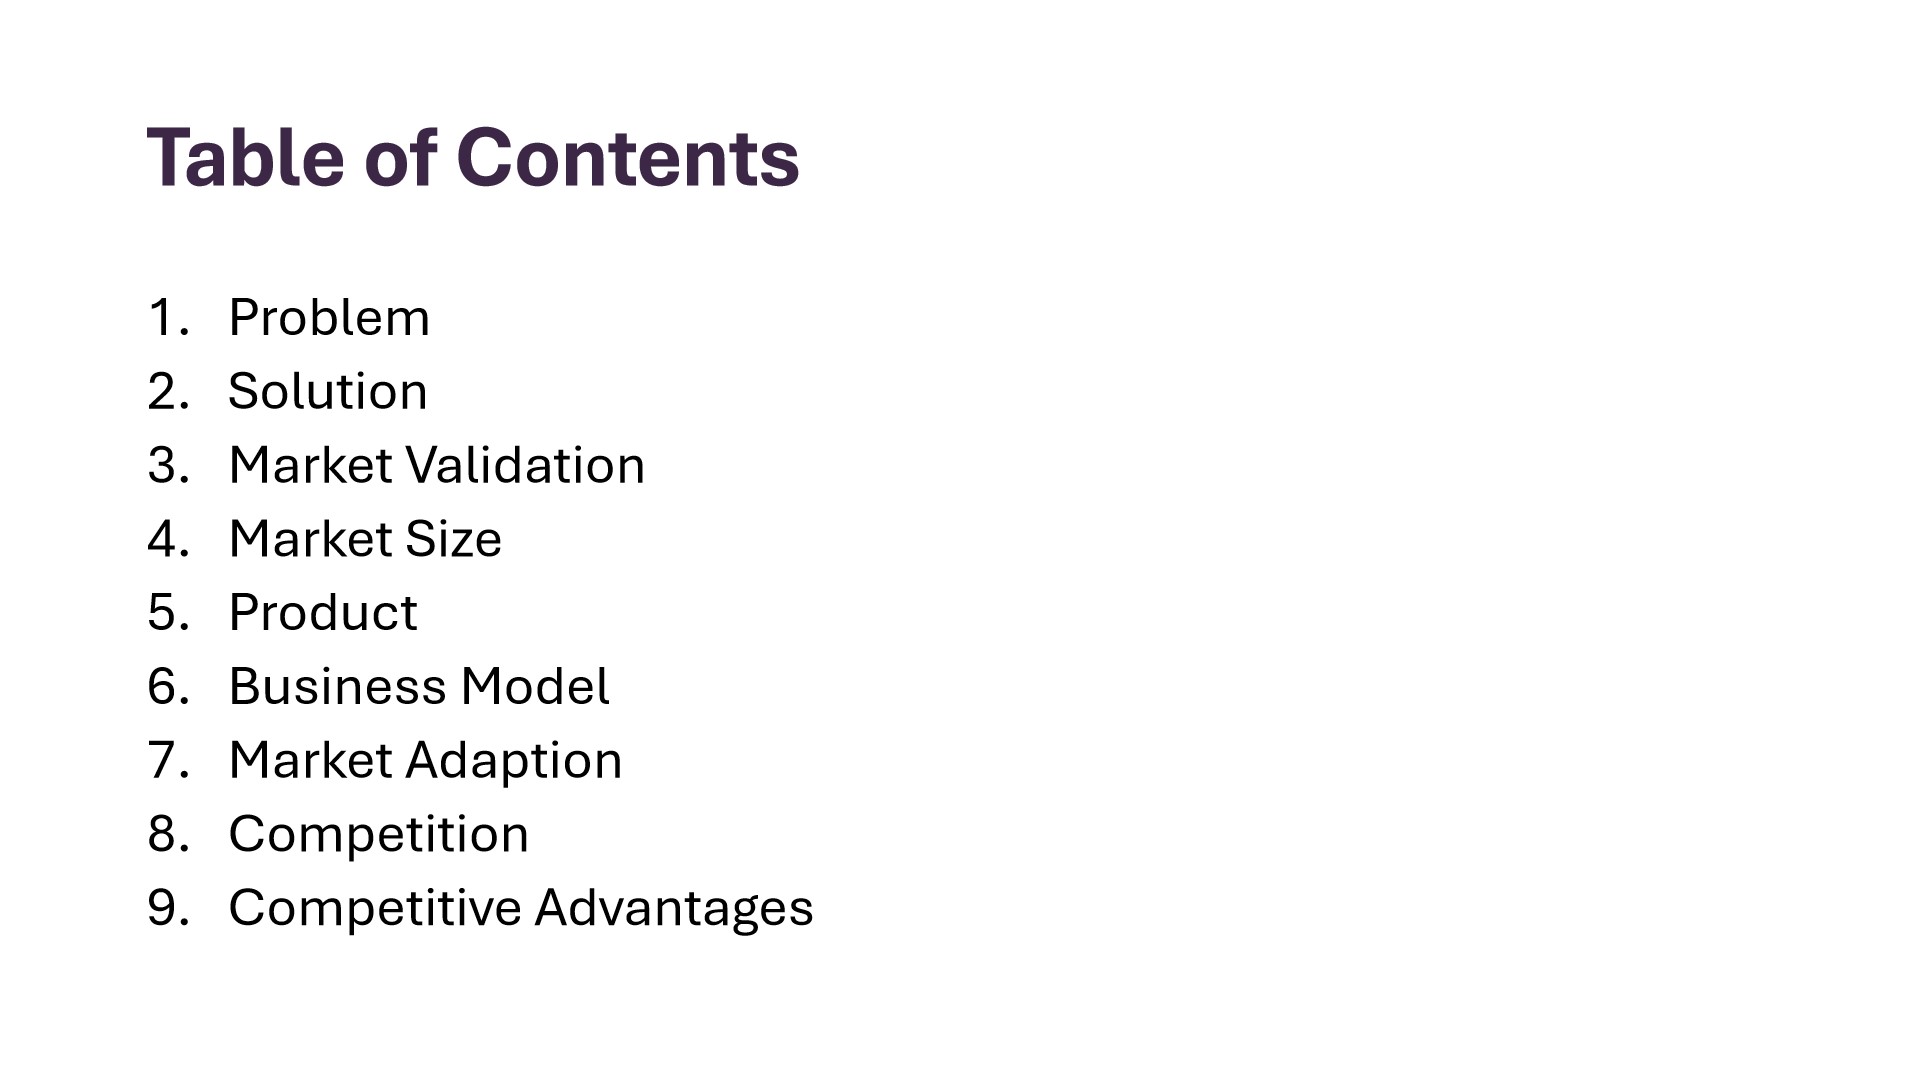 Table of Contents
1. Problem
2. Solution
3. Market Validation
4. Market Size
5. Product
6. Business Model
7. Market Adaption
8. Competition
9. Competitive Advantages